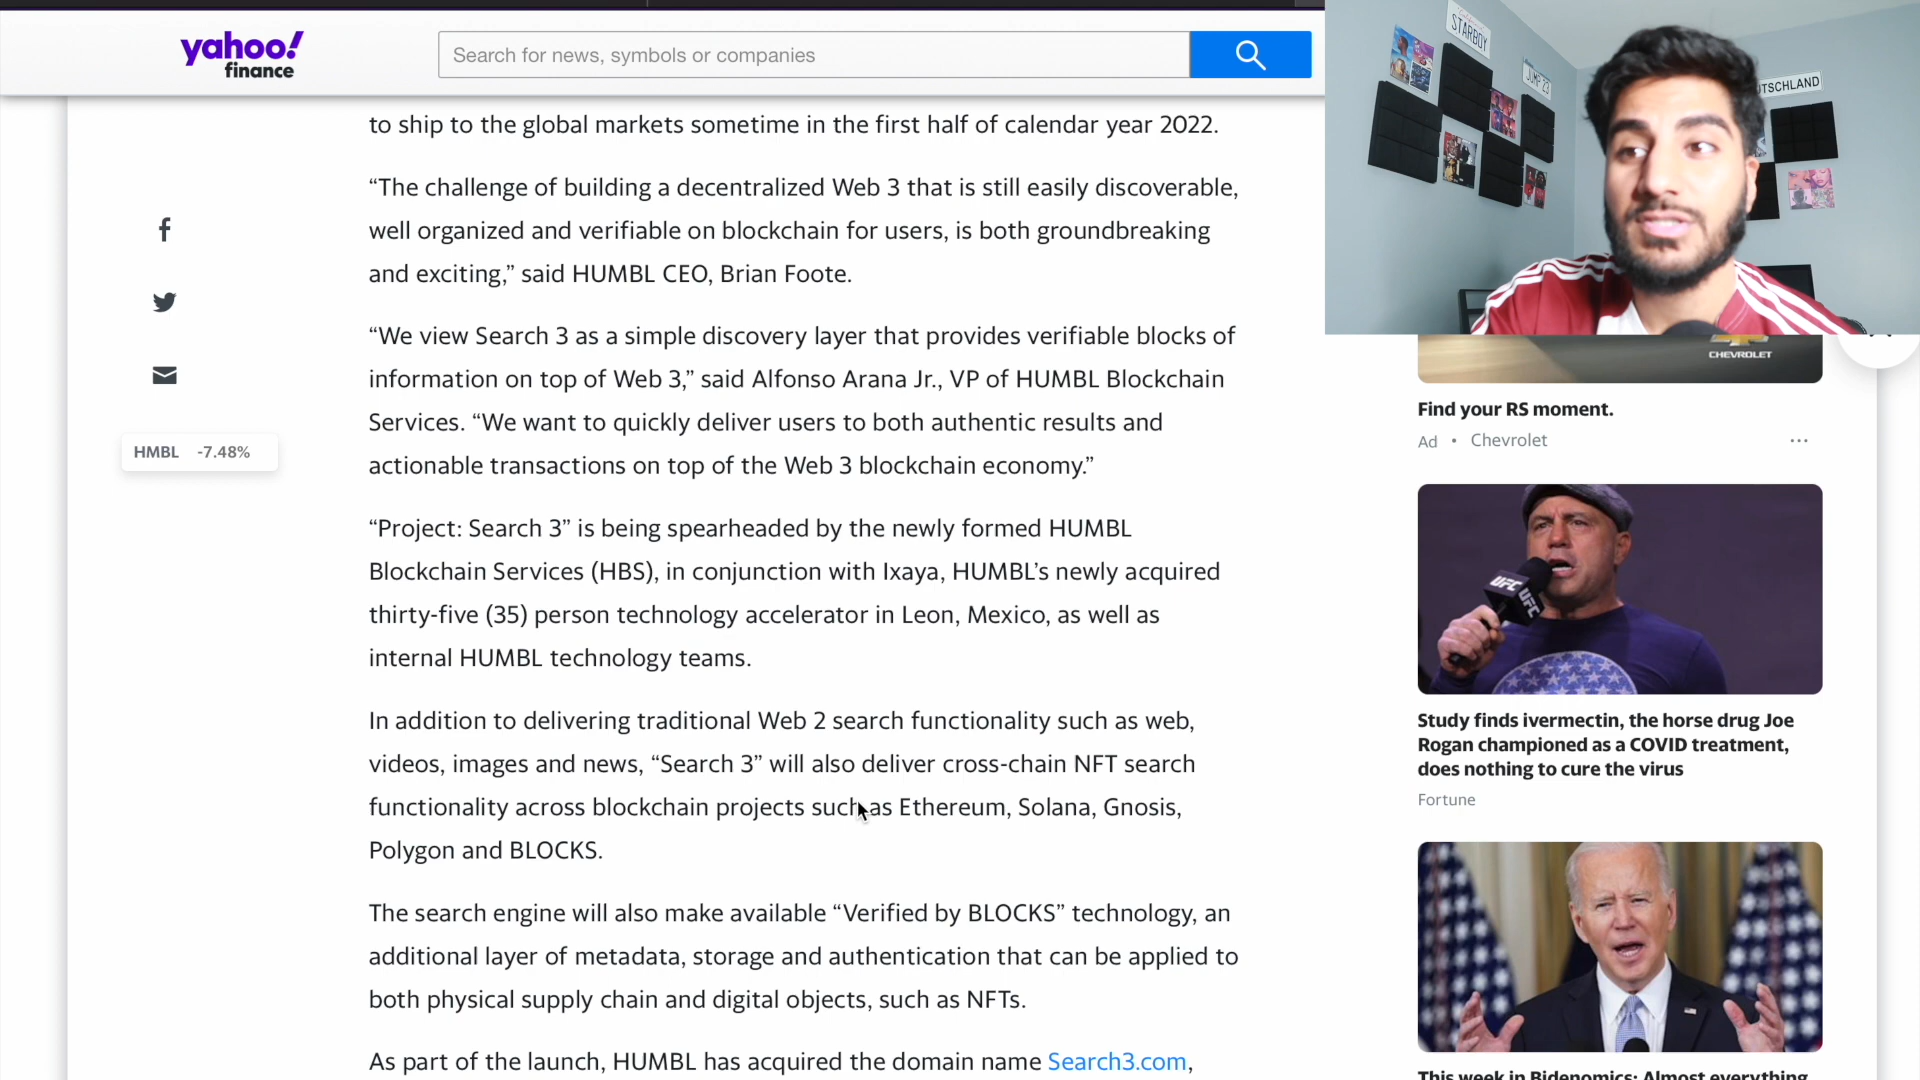 yahoo!
finance
Search for news, symbols or companies
STARBOY
JUMP 23
UTSCHLAND
to ship to the global markets sometime in the first half of calendar year 2022.
“The challenge of building a decentralized Web 3 that is still easily discoverable,
well organized and verifiable on blockchain for users, is both groundbreaking
and exciting,” said HUMBL CEO, Brian Foote.
“We view Search 3 as a simple discovery layer that provides verifiable blocks of
information on top of Web 3,” said Alfonso Arana Jr., VP of HUMBL Blockchain
Services. “We want to quickly deliver users to both authentic results and
actionable transactions on top of the Web 3 blockchain economy.”
“Project: Search 3” is being spearheaded by the newly formed HUMBL
Blockchain Services (HBS), in conjunction with Ixaya, HUMBL’s newly acquired
thirty-five (35) person technology accelerator in Leon, Mexico, as well as
internal HUMBL technology teams.
In addition to delivering traditional Web 2 search functionality such as web,
videos, images and news, “Search 3” will also deliver cross-chain NFT search
functionality across blockchain projects such as Ethereum, Solana, Gnosis,
Polygon and BLOCKS.
The search engine will also make available “Verified by BLOCKS” technology, an
additional layer of metadata, storage and authentication that can be applied to
both physical supply chain and digital objects, such as NFTs.
As part of the launch, HUMBL has acquired the domain name Search3.com,
HMBL -7.48%
CHEVROLET
Find your RS moment.
Ad • Chevrolet
UFC
UFC
Study finds ivermectin, the horse drug Joe
Rogan championed as a COVID treatment,
does nothing to cure the virus
Fortune
This week in Bidenomics: Almost everything